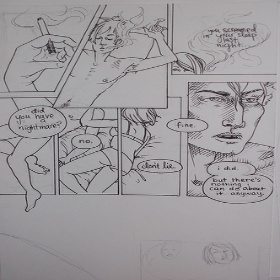 you screamed
in your sleep
last
night.
did
you have
a
nightmare?
no.
don't lie.
fine.
i did.
but there's
nothing i
can do about
it anyway.